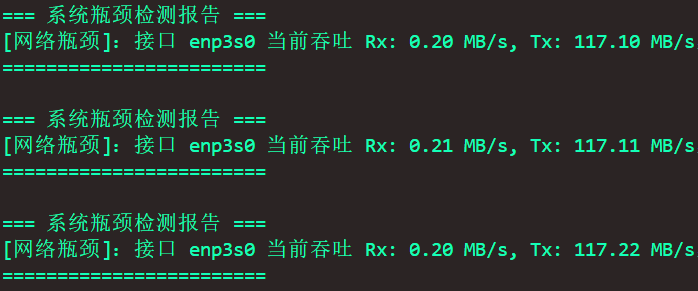 === 系统瓶颈检测报告 ===
[网络瓶颈]: 接口 enp3s0 当前吞吐 Rx: 0.20 MB/s, Tx: 117.10 MB/s
========================
=== 系统瓶颈检测报告 ===
[网络瓶颈]: 接口 enp3s0 当前吞吐 Rx: 0.21 MB/s, Tx: 117.11 MB/s
========================
=== 系统瓶颈检测报告 ===
[网络瓶颈]: 接口 enp3s0 当前吞吐 Rx: 0.20 MB/s, Tx: 117.22 MB/s
========================